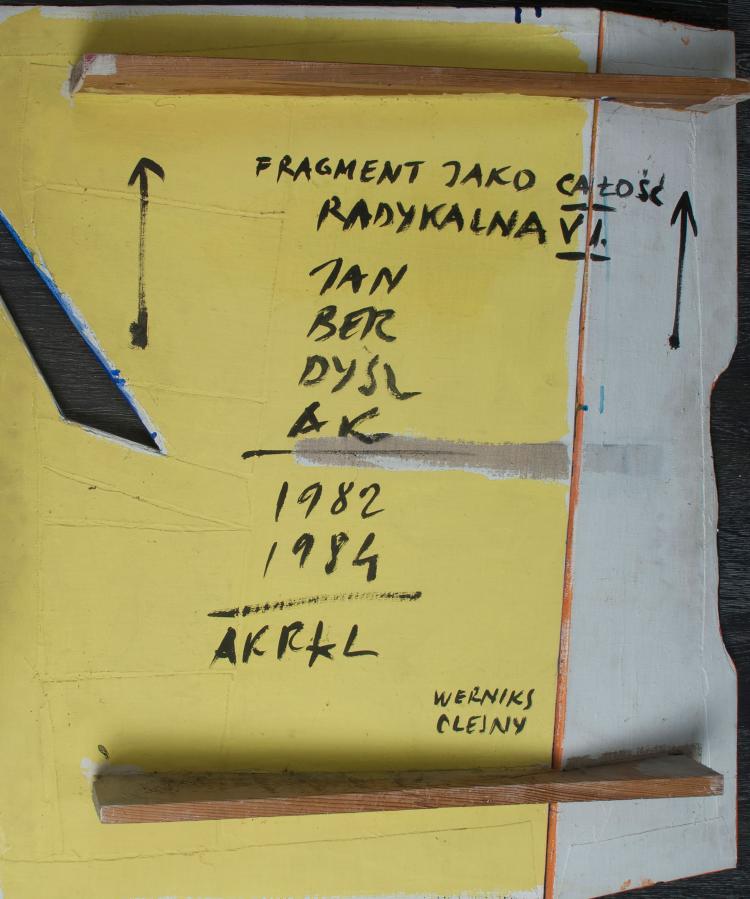 FRAGMENT JAKO CAŁOŚĆ
RADYKALNA VI.
JAN
BER
DYSZ
AK
1982
1984
AKRYL
WERNIKS
OLEJNY